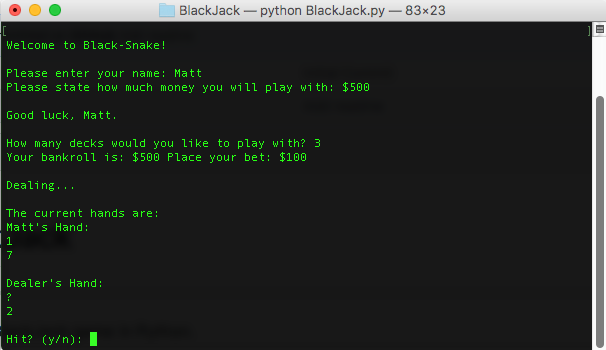 BlackJack — python BlackJack.py — 83×23
Welcome to Black-Snake!
Please enter your name: Matt
Please state how much money you will play with: $500
Good luck, Matt.
How many decks would you like to play with? 3
Your bankroll is: $500 Place your bet: $100
Dealing...
The current hands are:
Matt's Hand:
1
7
Dealer's Hand:
?
2
Hit? (y/n):